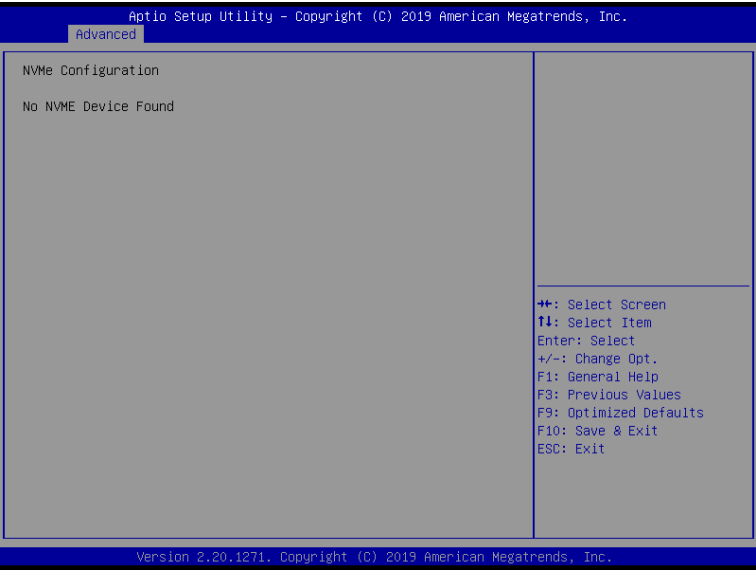 Aptio Setup Utility – Copyright (C) 2019 American Megatrends, Inc.
Advanced
NVMe Configuration
No NVME Device Found
→←: Select Screen
↑↓: Select Item
Enter: Select
+/-: Change Opt.
F1: General Help
F3: Previous Values
F9: Optimized Defaults
F10: Save & Exit
ESC: Exit
Version 2.20.1271. Copyright (C) 2019 American Megatrends, Inc.